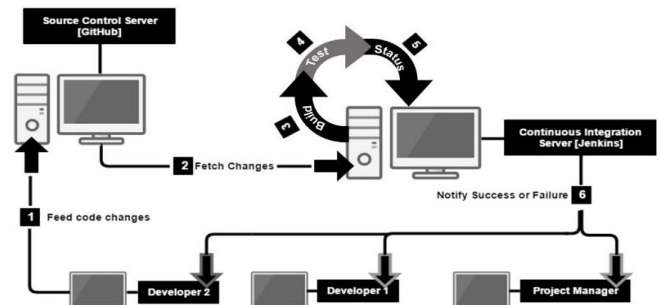 Source Control Server
[GitHub]
4
Test
Status
5
Build
3
Continuous Integration
Server [Jenkins]
2 Fetch Changes
Notify Success or Failure 6
1 Feed code changes
Developer 2
Developer 1
Project Manager